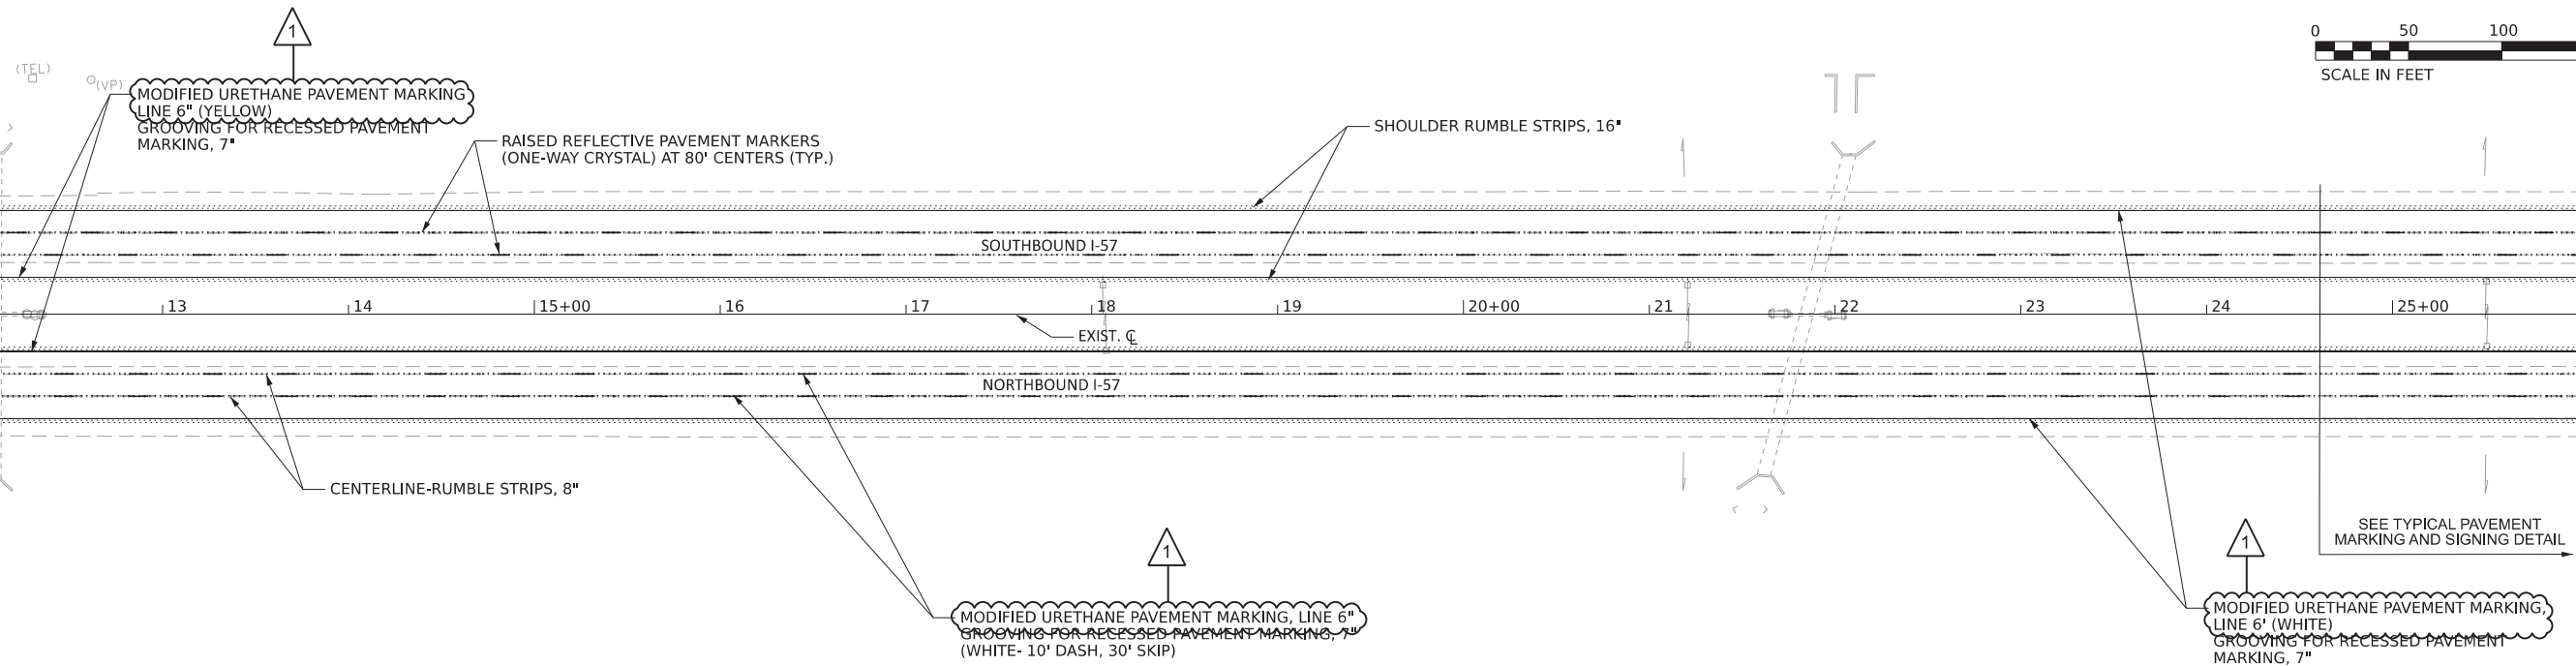 1
0 50 100
SCALE IN FEET
(TEL)
(VP)
MODIFIED URETHANE PAVEMENT MARKING
LINE 6" (YELLOW)
GROOVING FOR RECESSED PAVEMENT
MARKING, 7"
RAISED REFLECTIVE PAVEMENT MARKERS
(ONE-WAY CRYSTAL) AT 80' CENTERS (TYP.)
SHOULDER RUMBLE STRIPS, 16"
SOUTHBOUND I-57
13 14 15+00 16 17 18 19 20+00 21 22 23 24 25+00
EXIST. ℄
NORTHBOUND I-57
CENTERLINE-RUMBLE STRIPS, 8"
SEE TYPICAL PAVEMENT
MARKING AND SIGNING DETAIL
1
MODIFIED URETHANE PAVEMENT MARKING, LINE 6"
GROOVING FOR RECESSED PAVEMENT MARKING, 7"
(WHITE- 10' DASH, 30' SKIP)
1
MODIFIED URETHANE PAVEMENT MARKING,
LINE 6' (WHITE)
GROOVING FOR RECESSED PAVEMENT
MARKING, 7"